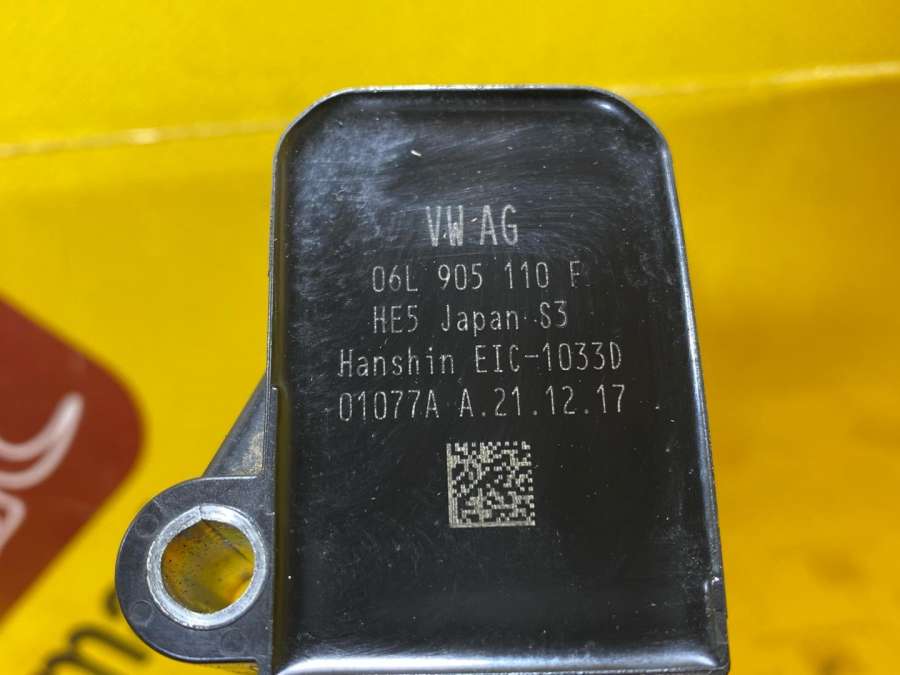 VW AG
06L 905 110 F
HE5 Japan S3
Hanshin EIC-1033D
01077A A.21.12.17